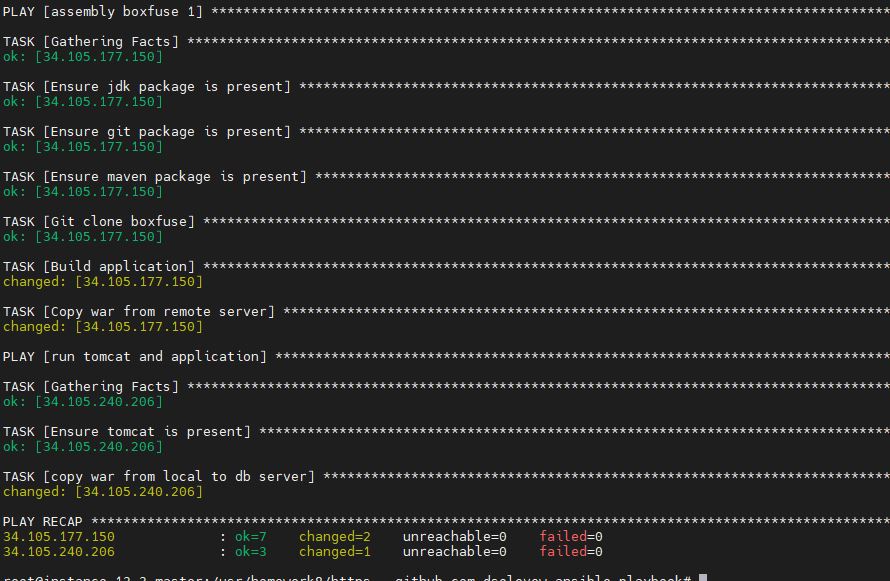 PLAY [assembly boxfuse 1] *************************************************************************************
TASK [Gathering Facts] ****************************************************************************************
ok: [34.105.177.150]
TASK [Ensure jdk package is present] **************************************************************************
ok: [34.105.177.150]
TASK [Ensure git package is present] **************************************************************************
ok: [34.105.177.150]
TASK [Ensure maven package is present] ************************************************************************
ok: [34.105.177.150]
TASK [Git clone boxfuse] **************************************************************************************
ok: [34.105.177.150]
TASK [Build application] **************************************************************************************
changed: [34.105.177.150]
TASK [Copy war from remote server] ****************************************************************************
changed: [34.105.177.150]
PLAY [run tomcat and application] *****************************************************************************
TASK [Gathering Facts] ****************************************************************************************
ok: [34.105.240.206]
TASK [Ensure tomcat is present] *******************************************************************************
ok: [34.105.240.206]
TASK [copy war from local to db server] ***********************************************************************
changed: [34.105.240.206]
PLAY RECAP ****************************************************************************************************
34.105.177.150             : ok=7    changed=2    unreachable=0    failed=0
34.105.240.206             : ok=3    changed=1    unreachable=0    failed=0